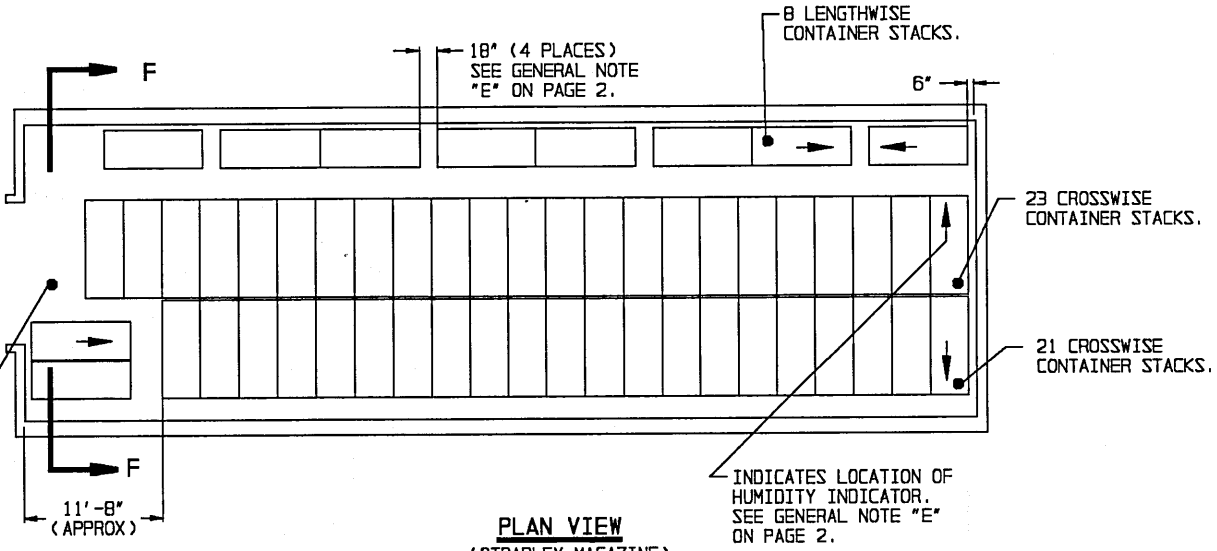 8 LENGTHWISE
CONTAINER STACKS.
18" (4 PLACES)
SEE GENERAL NOTE
"E" ON PAGE 2.
F
6"
23 CROSSWISE
CONTAINER STACKS.
21 CROSSWISE
CONTAINER STACKS.
F
11'-8"
(APPROX)
INDICATES LOCATION OF
HUMIDITY INDICATOR.
SEE GENERAL NOTE "E"
ON PAGE 2.
PLAN VIEW